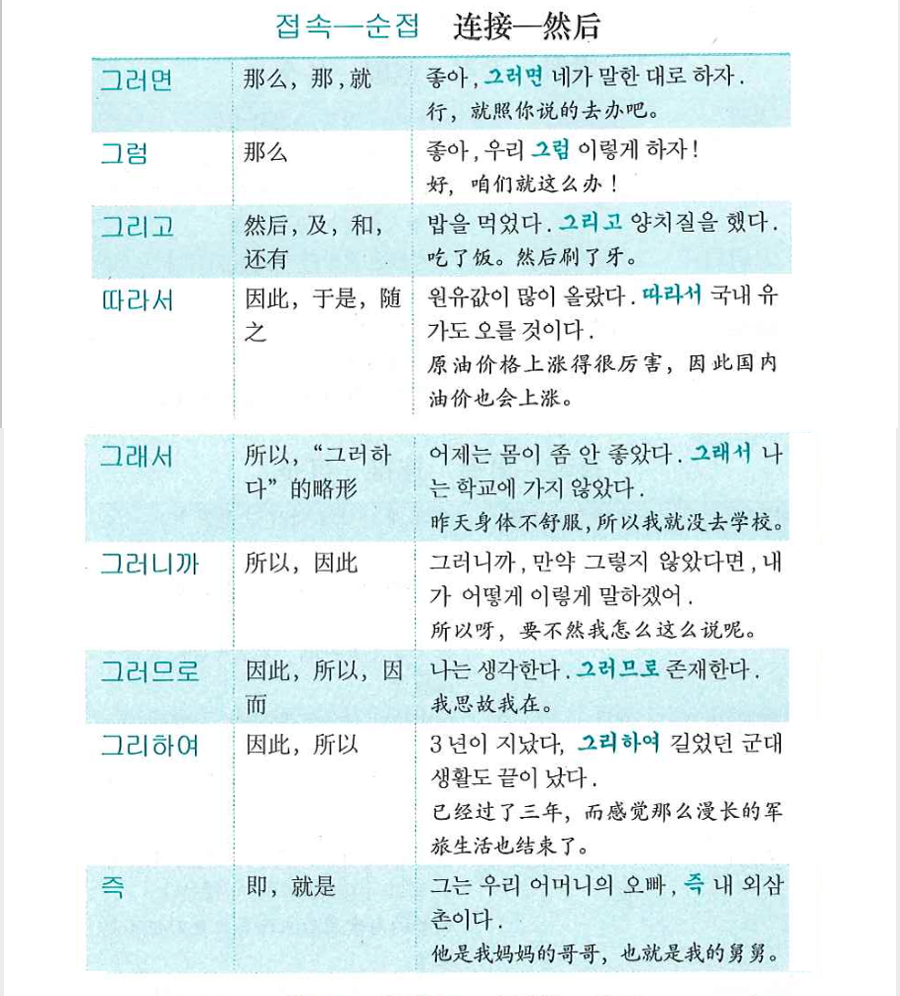 접속—순접 连接—然后
그러면 那么，那，就 좋아, 그러면 네가 말한 대로 하자.
行，就照你说的去办吧。
그럼 那么 좋아, 우리 그럼 이렇게 하자!
好，咱们就这么办！
그리고 然后，及，和， 밥을 먹었다. 그리고 양치질을 했다.
还有 吃了饭。然后刷了牙。
따라서 因此，于是，随 원유값이 많이 올랐다. 따라서 국내 유
之 가도 오를 것이다.
原油价格上涨得很厉害，因此国内
油价也会上涨。
그래서 所以，“그러하 어제는 몸이 좀 안 좋았다. 그래서 나
다”的略形 는 학교에 가지 않았다.
昨天身体不舒服，所以我就没去学校。
그러니까 所以，因此 그러니까, 만약 그렇지 않았다면, 내
가 어떻게 이렇게 말하겠어.
所以呀，要不然我怎么这么说呢。
그러므로 因此，所以，因 나는 생각한다. 그러므로 존재한다.
而 我思故我在。
그리하여 因此，所以 3년이 지났다, 그리하여 길었던 군대
생활도 끝이 났다.
已经过了三年，而感觉那么漫长的军
旅生活也结束了。
즉 即，就是 그는 우리 어머니의 오빠, 즉 내 외삼
촌이다.
他是我妈妈的哥哥，也就是我的舅舅。